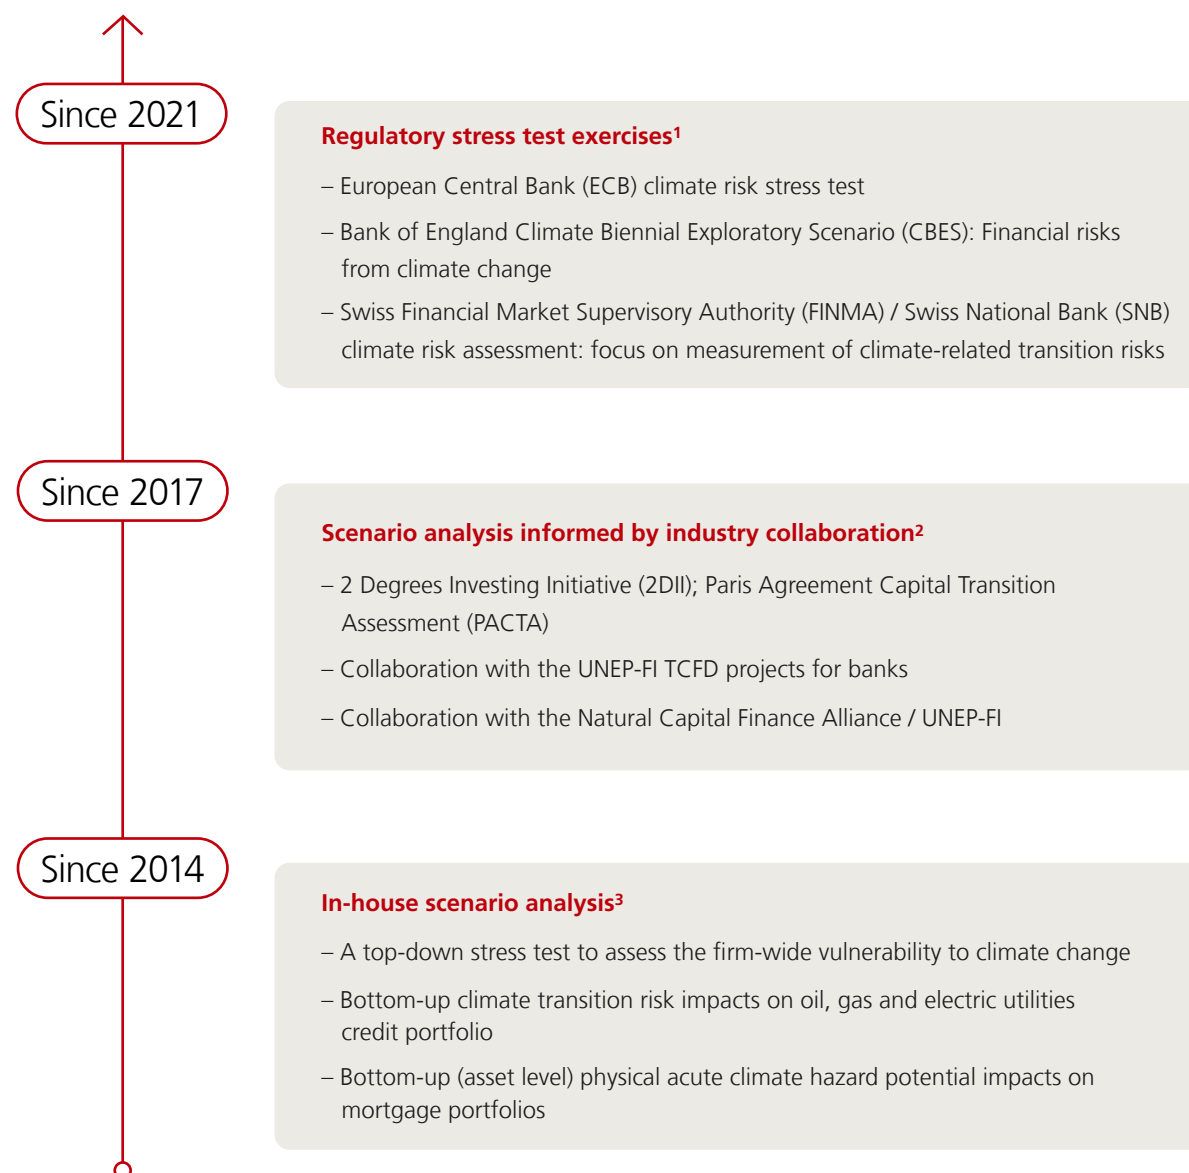 Since 2021
Regulatory stress test exercises¹
– European Central Bank (ECB) climate risk stress test
– Bank of England Climate Biennial Exploratory Scenario (CBES): Financial risks
from climate change
– Swiss Financial Market Supervisory Authority (FINMA) / Swiss National Bank (SNB)
climate risk assessment: focus on measurement of climate-related transition risks
Since 2017
Scenario analysis informed by industry collaboration²
– 2 Degrees Investing Initiative (2DII); Paris Agreement Capital Transition
Assessment (PACTA)
– Collaboration with the UNEP-FI TCFD projects for banks
– Collaboration with the Natural Capital Finance Alliance / UNEP-FI
Since 2014
In-house scenario analysis³
– A top-down stress test to assess the firm-wide vulnerability to climate change
– Bottom-up climate transition risk impacts on oil, gas and electric utilities
credit portfolio
– Bottom-up (asset level) physical acute climate hazard potential impacts on
mortgage portfolios